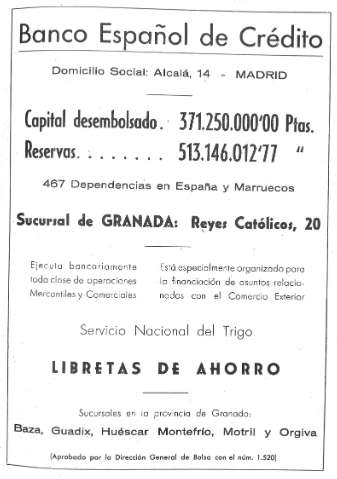 Banco Español de Crédito
Domicilio Social: Alcalá, 14 - MADRID
Capital desembolsado. 371.250.000'00 Ptas.
Reservas. . . . . . . . 513.146.012'77 "
467 Dependencias en España y Marruecos
Sucursal de GRANADA: Reyes Católicos, 20
Ejecuta bancariamente
toda clase de operaciones
Mercantiles y Comerciales
Está especialmente organizado para
la financiación de asuntos relacio-
nados con el Comercio Exterior
Servicio Nacional del Trigo
LIBRETAS DE AHORRO
Sucursales en la provincia de Granada:
Baza, Guadix, Huéscar Montefrío, Motril y Orgiva
(Aprobado por la Dirección General de Bolsa con el núm. 1.520)